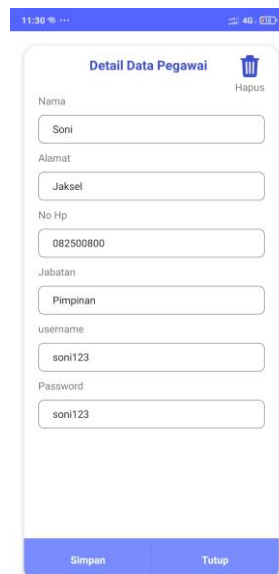 11:30
4G
Detail Data Pegawai
Hapus
Nama
Soni
Alamat
Jaksel
No Hp
082500800
Jabatan
Pimpinan
username
soni123
Password
soni123
Simpan
Tutup